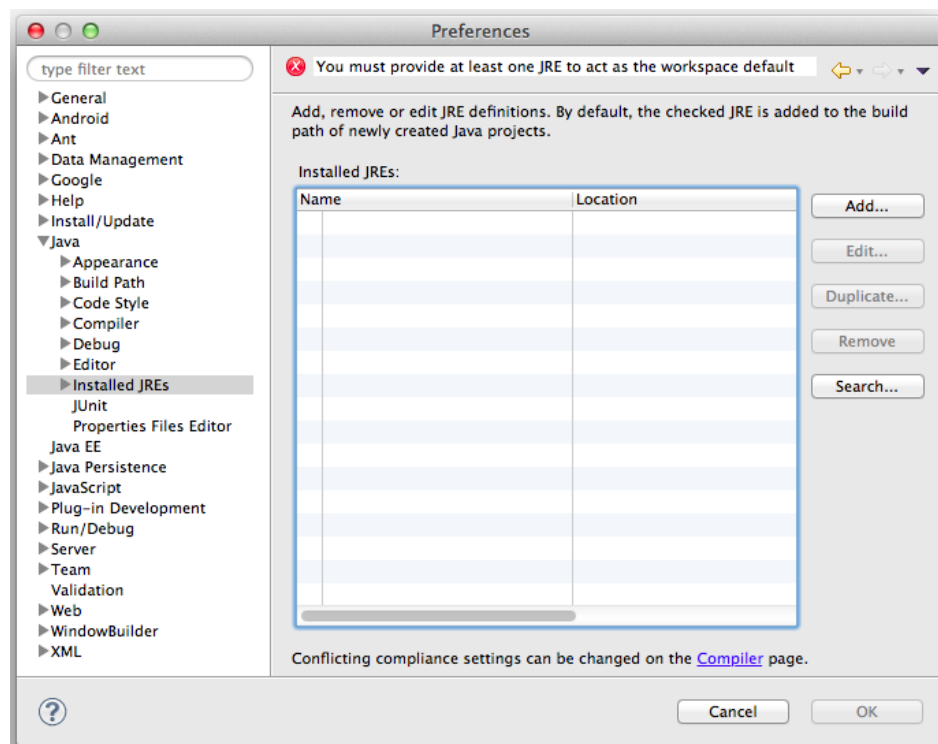 Preferences
type filter text
General
Android
Ant
Data Management
Google
Help
Install/Update
Java
Appearance
Build Path
Code Style
Compiler
Debug
Editor
Installed JREs
JUnit
Properties Files Editor
Java EE
Java Persistence
JavaScript
Plug-in Development
Run/Debug
Server
Team
Validation
Web
WindowBuilder
XML
You must provide at least one JRE to act as the workspace default
Add, remove or edit JRE definitions. By default, the checked JRE is added to the build
path of newly created Java projects.
Installed JREs:
Name Location
Add...
Edit...
Duplicate...
Remove
Search...
Conflicting compliance settings can be changed on the Compiler page.
? Cancel OK